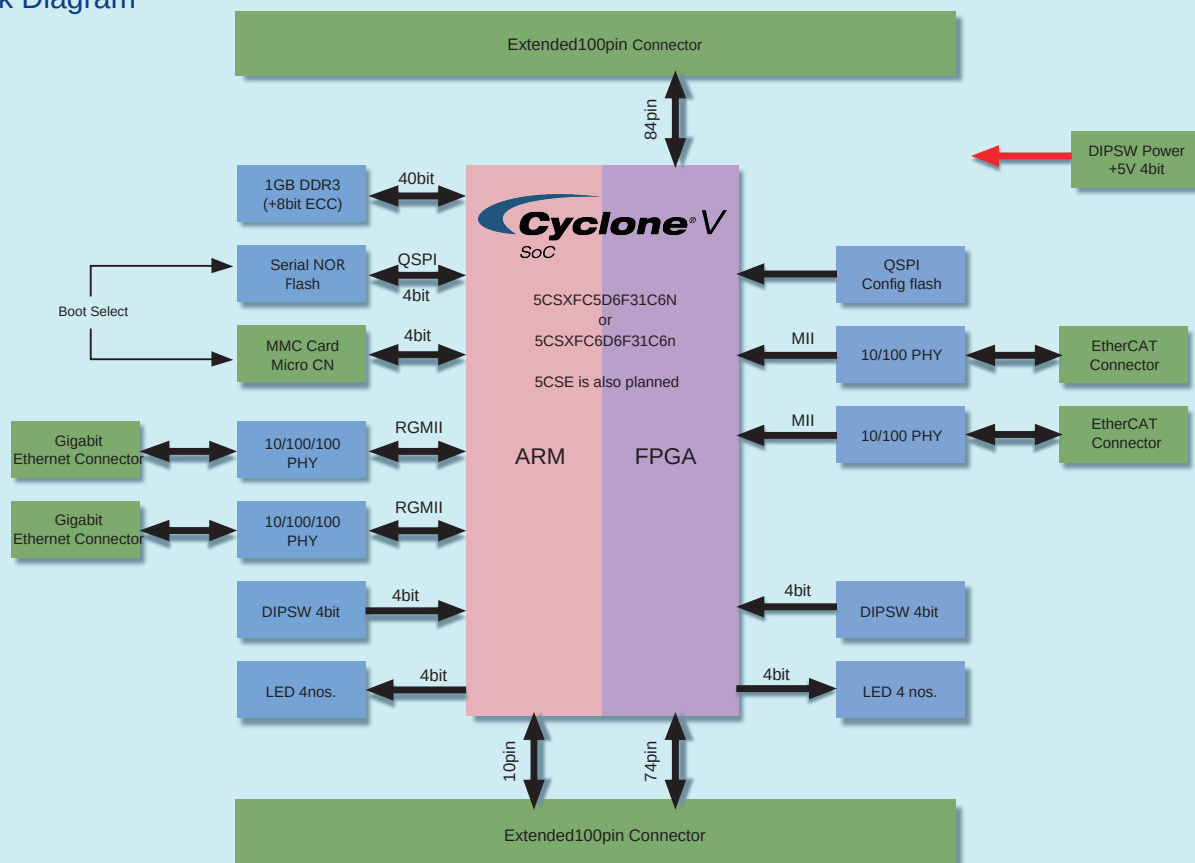 k Diagram
Extended100pin Connector
84pin
DIPSW Power
+5V 4bit
1GB DDR3
(+8bit ECC)
40bit
Cyclone® V
SoC
Serial NOR
Flash
QSPI
4bit
QSPI
Config flash
Boot Select
5CSXFC5D6F31C6N
or
5CSXFC6D6F31C6n
5CSE is also planned
MMC Card
Micro CN
4bit
MII
10/100 PHY
EtherCAT
Connector
Gigabit
Ethernet Connector
10/100/100
PHY
RGMII
ARM
FPGA
MII
10/100 PHY
EtherCAT
Connector
Gigabit
Ethernet Connector
10/100/100
PHY
RGMII
DIPSW 4bit
4bit
4bit
DIPSW 4bit
LED 4nos.
4bit
4bit
LED 4 nos.
10pin
74pin
Extended100pin Connector